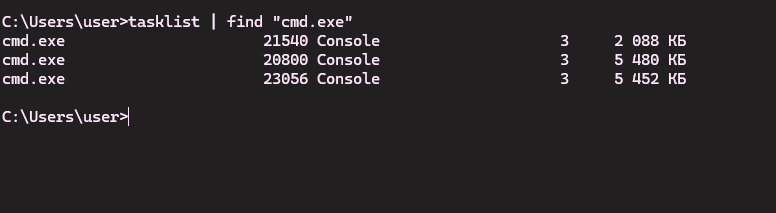 C:\Users\user>tasklist | find "cmd.exe"
cmd.exe                      21540 Console                    3     2 088 КБ
cmd.exe                      20800 Console                    3     5 480 КБ
cmd.exe                      23056 Console                    3     5 452 КБ
C:\Users\user>